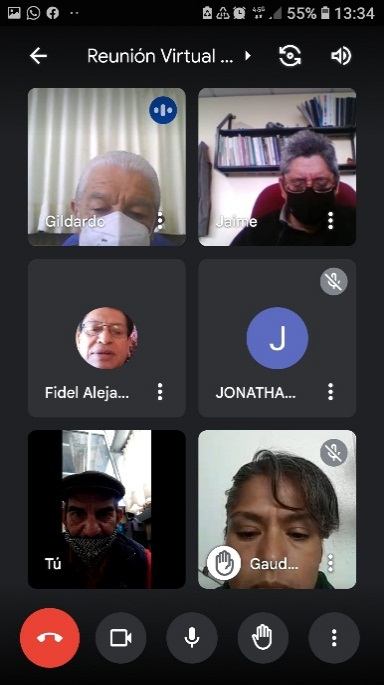 55% 13:34
Reunión Virtual ...
Gildardo
Jaime
Fidel Aleja...
J
JONATHA...
Tú
Gaud...